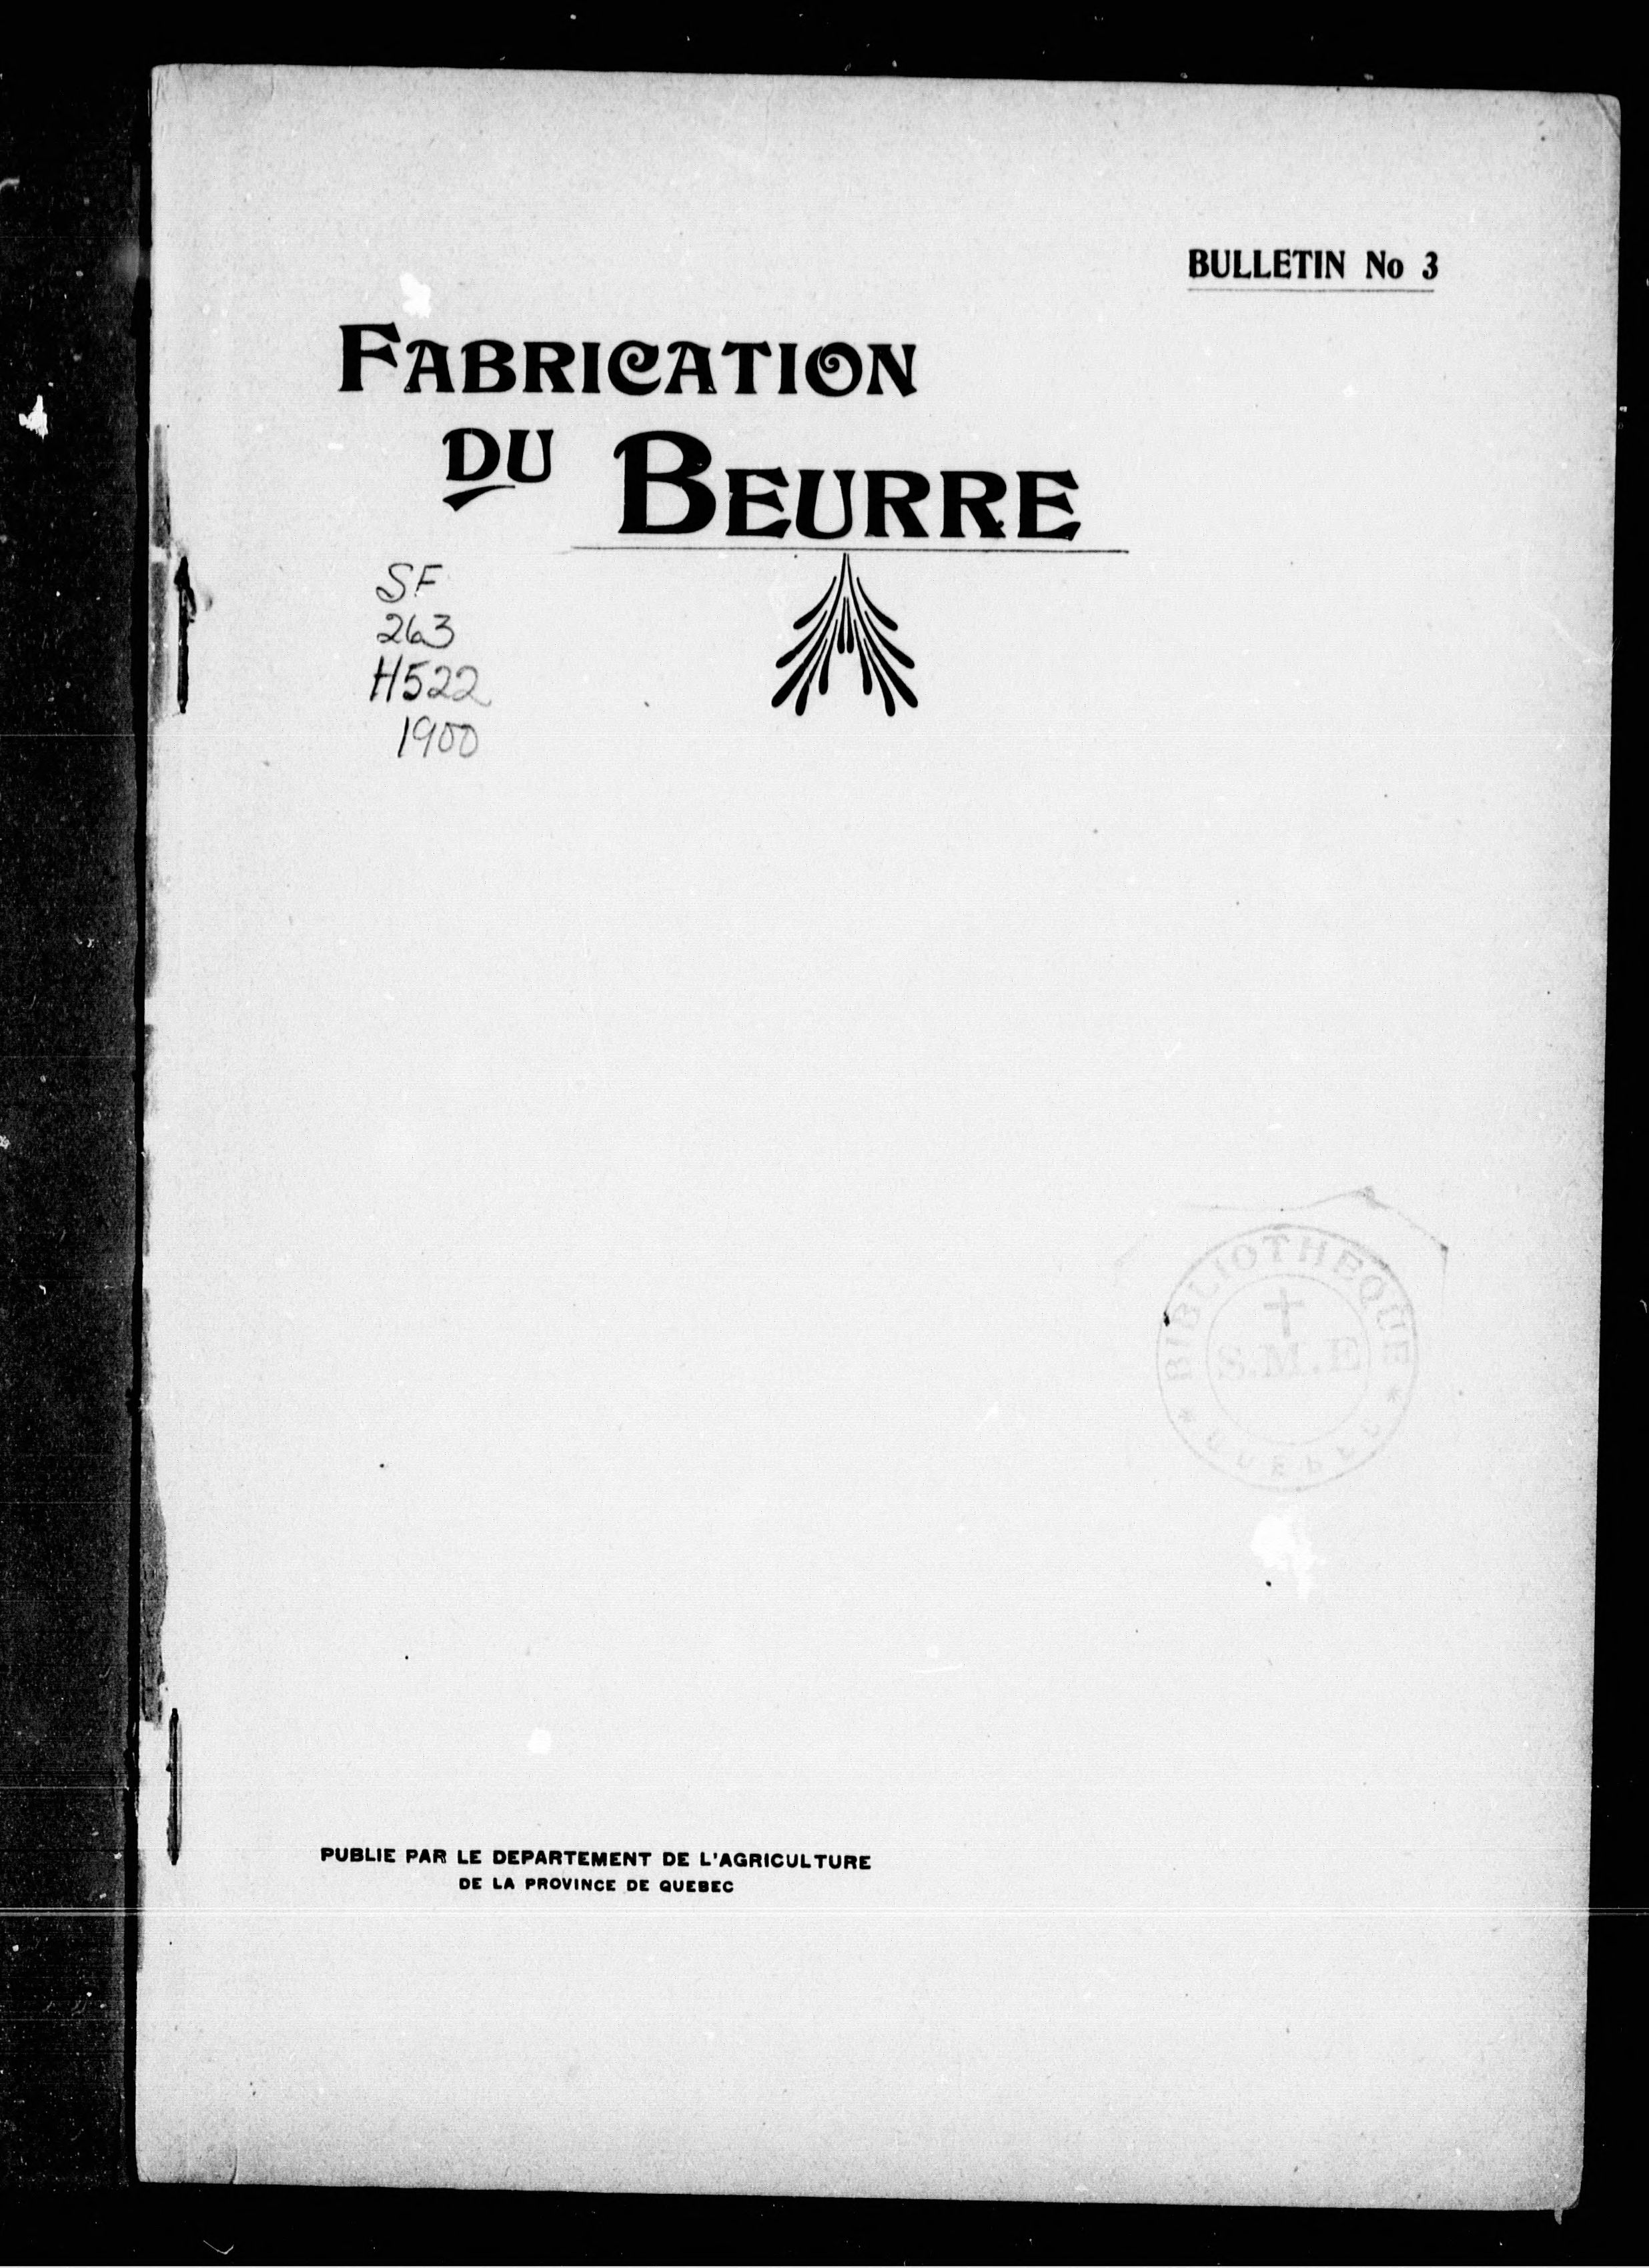 BULLETIN No 3
FABRICATION
DU BEURRE
SF
263
H522
1900
BIBLIOTHEQUE
S.M.E
QUEBEC
PUBLIE PAR LE DEPARTEMENT DE L'AGRICULTURE
DE LA PROVINCE DE QUEBEC